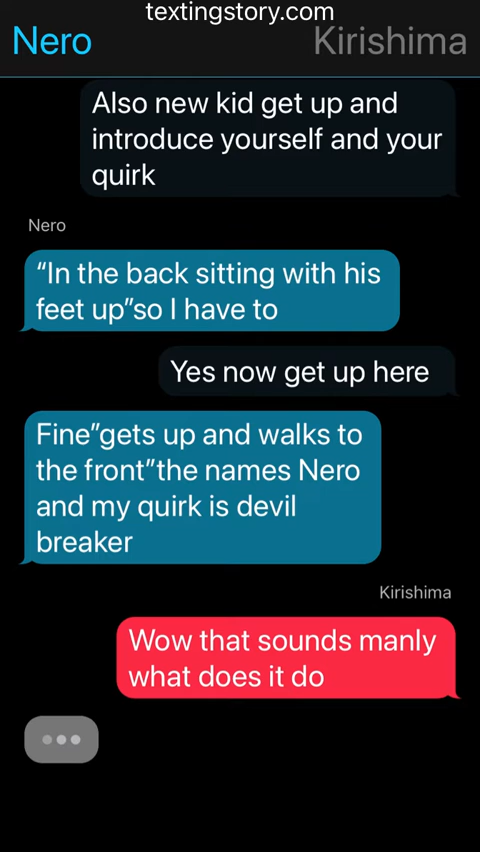 textingstory.com
Nero
Kirishima
Also new kid get up and
introduce yourself and your
quirk
Nero
“In the back sitting with his
feet up”so I have to
Yes now get up here
Fine”gets up and walks to
the front”the names Nero
and my quirk is devil
breaker
Kirishima
Wow that sounds manly
what does it do